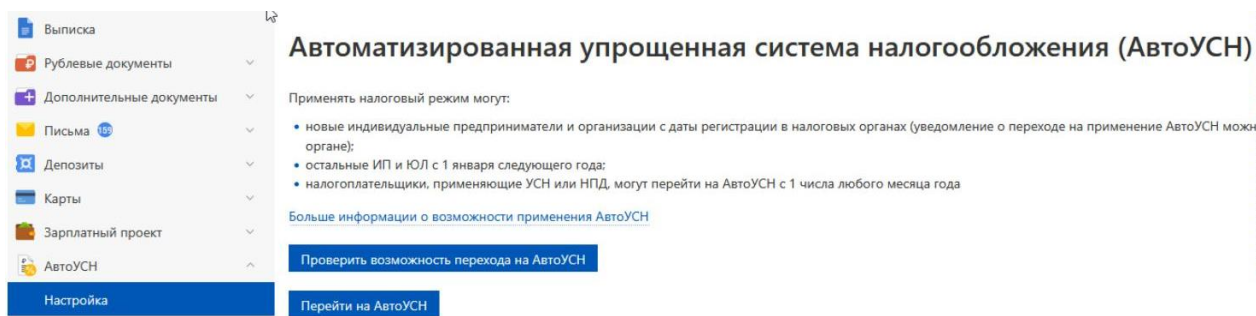 Выписка
Рублевые документы
Дополнительные документы
Письма 159
Депозиты
Карты
Зарплатный проект
АвтоУСН
Настройка
Автоматизированная упрощенная система налогообложения (АвтоУСН)
Применять налоговый режим могут:
• новые индивидуальные предприниматели и организации с даты регистрации в налоговых органах (уведомление о переходе на применение АвтоУСН можн
органе);
• остальные ИП и ЮЛ с 1 января следующего года;
• налогоплательщики, применяющие УСН или НПД, могут перейти на АвтоУСН с 1 числа любого месяца года
Больше информации о возможности применения АвтоУСН
Проверить возможность перехода на АвтоУСН
Перейти на АвтоУСН